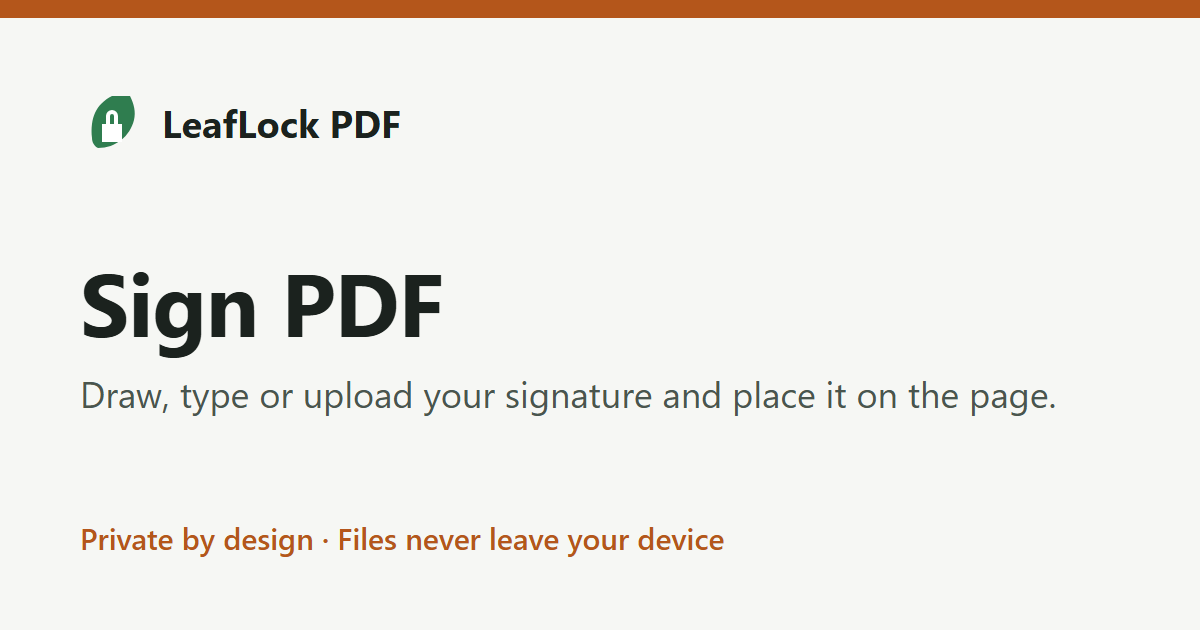 LeafLock PDF
Sign PDF
Draw, type or upload your signature and place it on the page.
Private by design · Files never leave your device